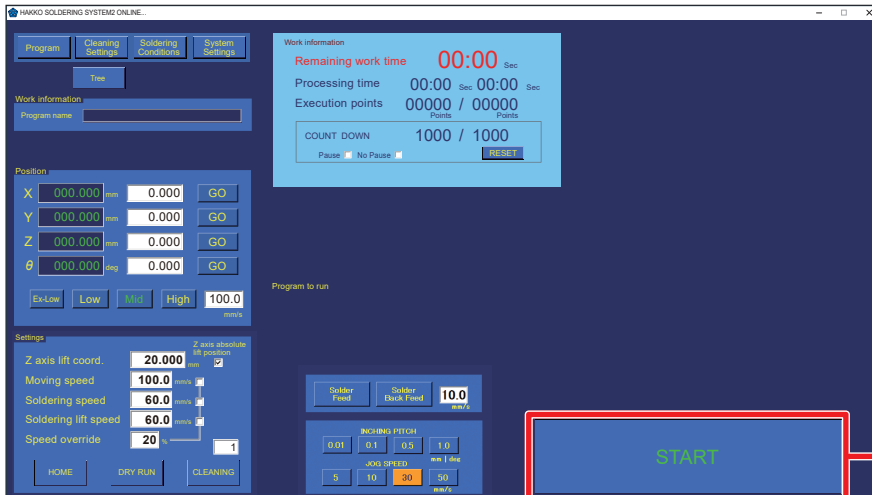 HAKKO SOLDERING SYSTEM2 ONLINE...
Program
Cleaning Settings
Soldering Conditions
System Settings
Tree
Work information
Program name
Position
X 000.000 mm 0.000 GO
Y 000.000 mm 0.000 GO
Z 000.000 mm 0.000 GO
θ 000.000 deg 0.000 GO
Ex-Low Low Mid High 100.0
mm/s
Settings
Z axis absolute
lift position
Z axis lift coord. 20.000 mm
Moving speed 100.0 mm/s
Soldering speed 60.0 mm/s
Soldering lift speed 60.0 mm/s
Speed override 20 %
1
HOME DRY RUN CLEANING
Work information
Remaining work time 00:00 Sec
Processing time 00:00 Sec 00:00 Sec
Execution points 00000 / 00000
Points Points
COUNT DOWN 1000 / 1000
Pause No Pause RESET
Program to run
Solder Feed
Solder Back Feed
10.0
mm/s
INCHING PITCH
0.01 0.1 0.5 1.0
mm | deg
JOG SPEED
5 10 30 50
mm/s
START